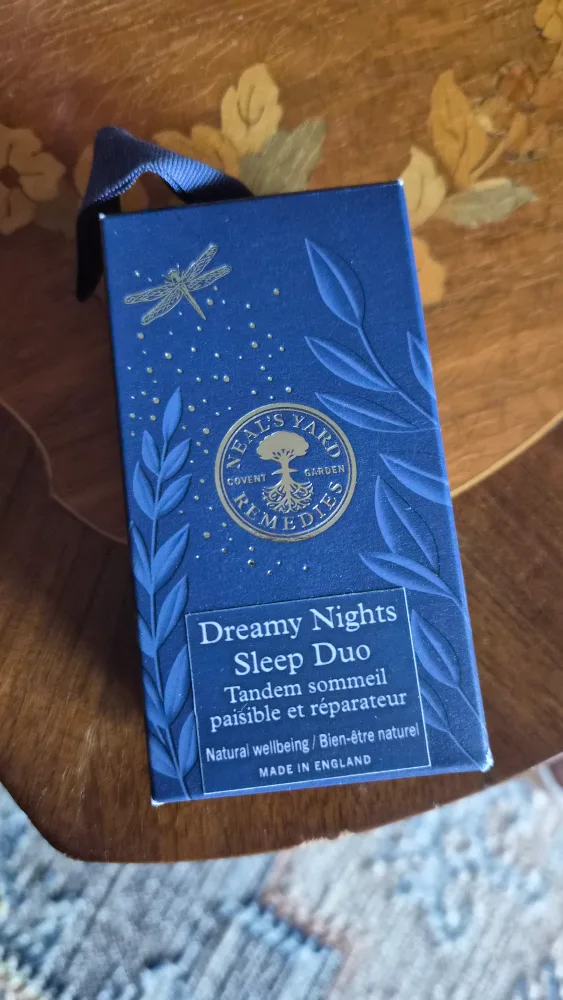 NEAL'S YARD
COVENT GARDEN
REMEDIES
Dreamy Nights
Sleep Duo
Tandem sommeil
paisible et réparateur
Natural wellbeing / Bien-être naturel
MADE IN ENGLAND